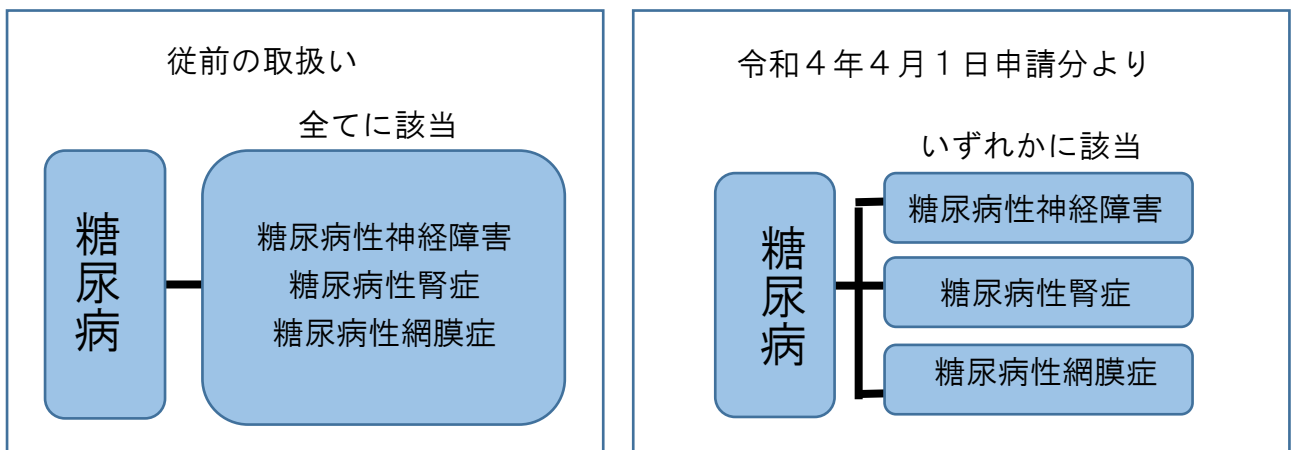 従前の取扱い
全てに該当
糖尿病
糖尿病性神経障害
糖尿病性腎症
糖尿病性網膜症
令和４年４月１日申請分より
いずれかに該当
糖尿病
糖尿病性神経障害
糖尿病性腎症
糖尿病性網膜症